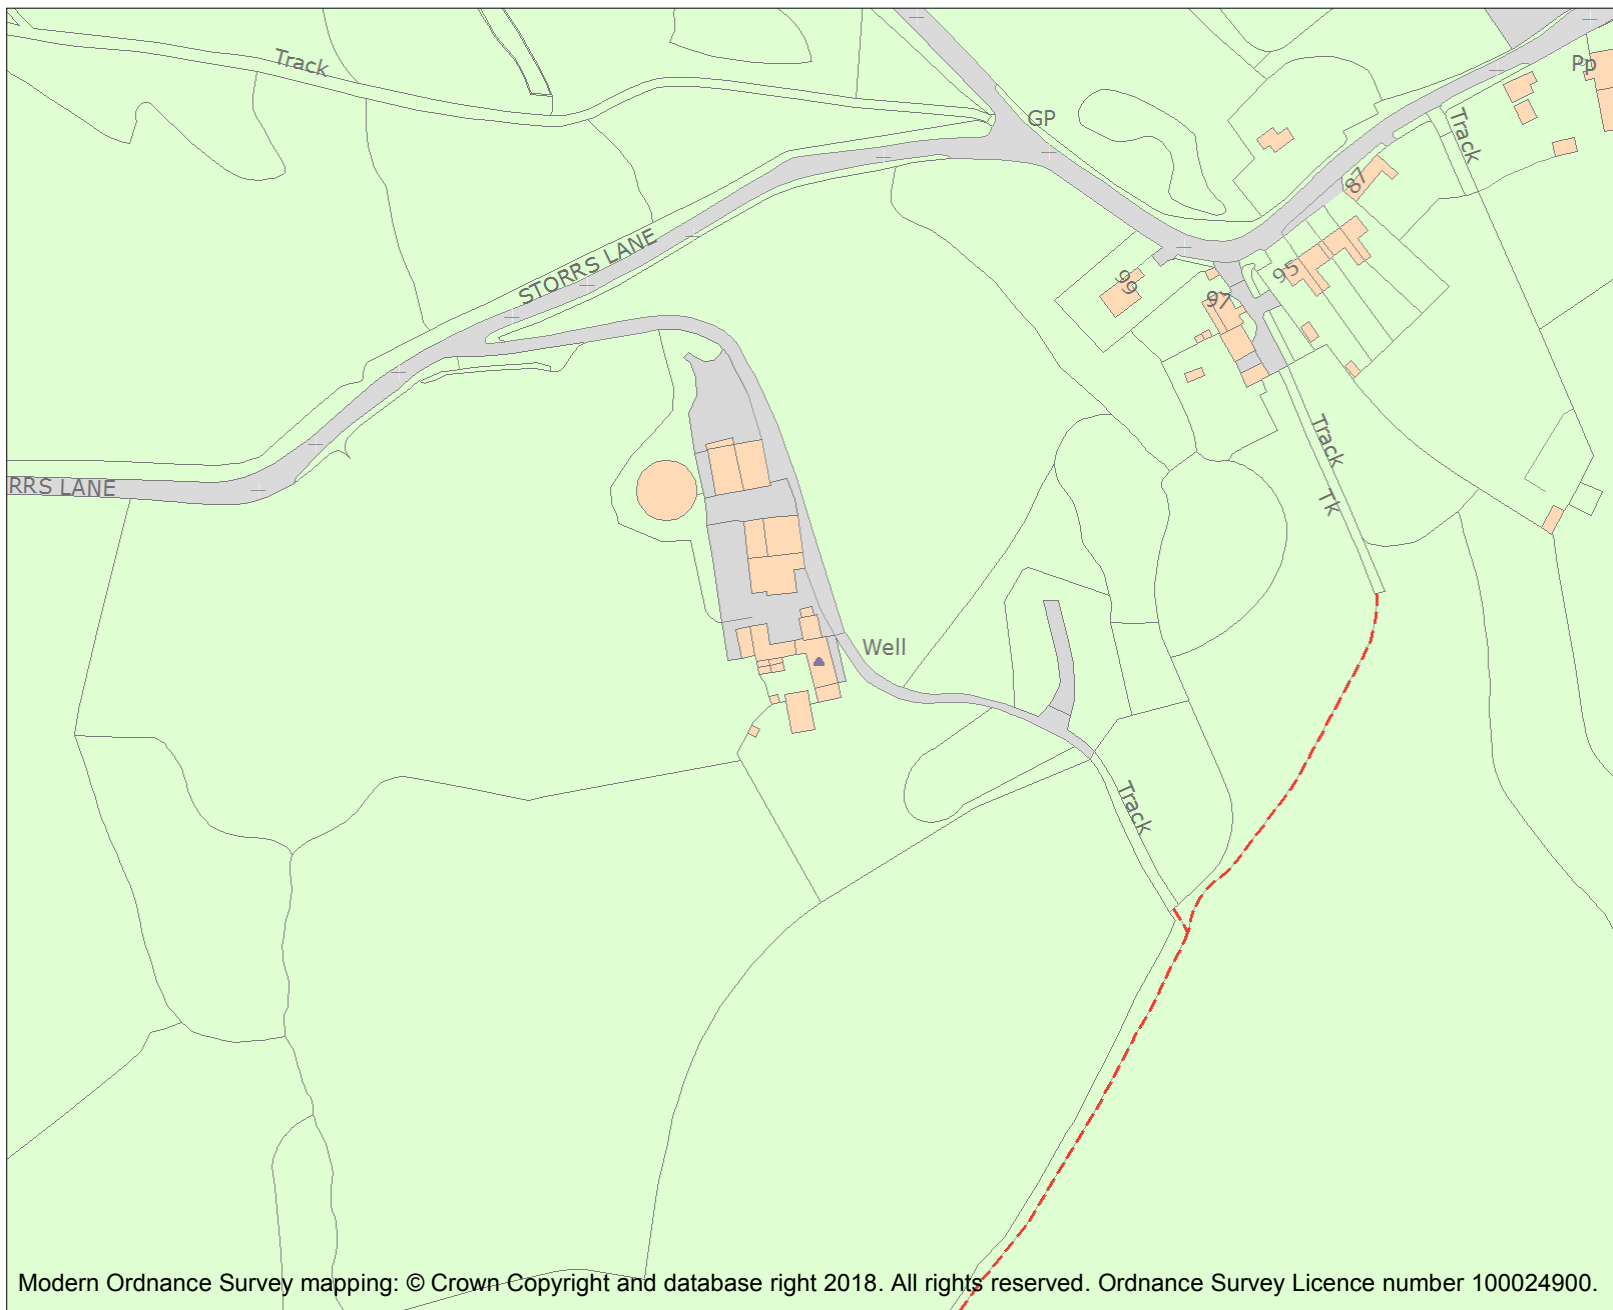 Track
PP
GP
Track
87
STORRS LANE
99
95
97
Track
RRS LANE
Tk
Well
Track
Modern Ordnance Survey mapping: © Crown Copyright and database right 2018. All rights reserved. Ordnance Survey Licence number 100024900.